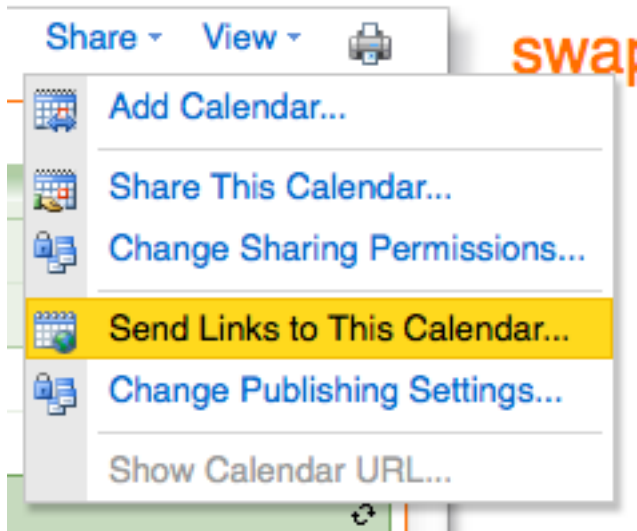 Share View
Add Calendar...
Share This Calendar...
Change Sharing Permissions...
Send Links to This Calendar...
Change Publishing Settings...
Show Calendar URL...